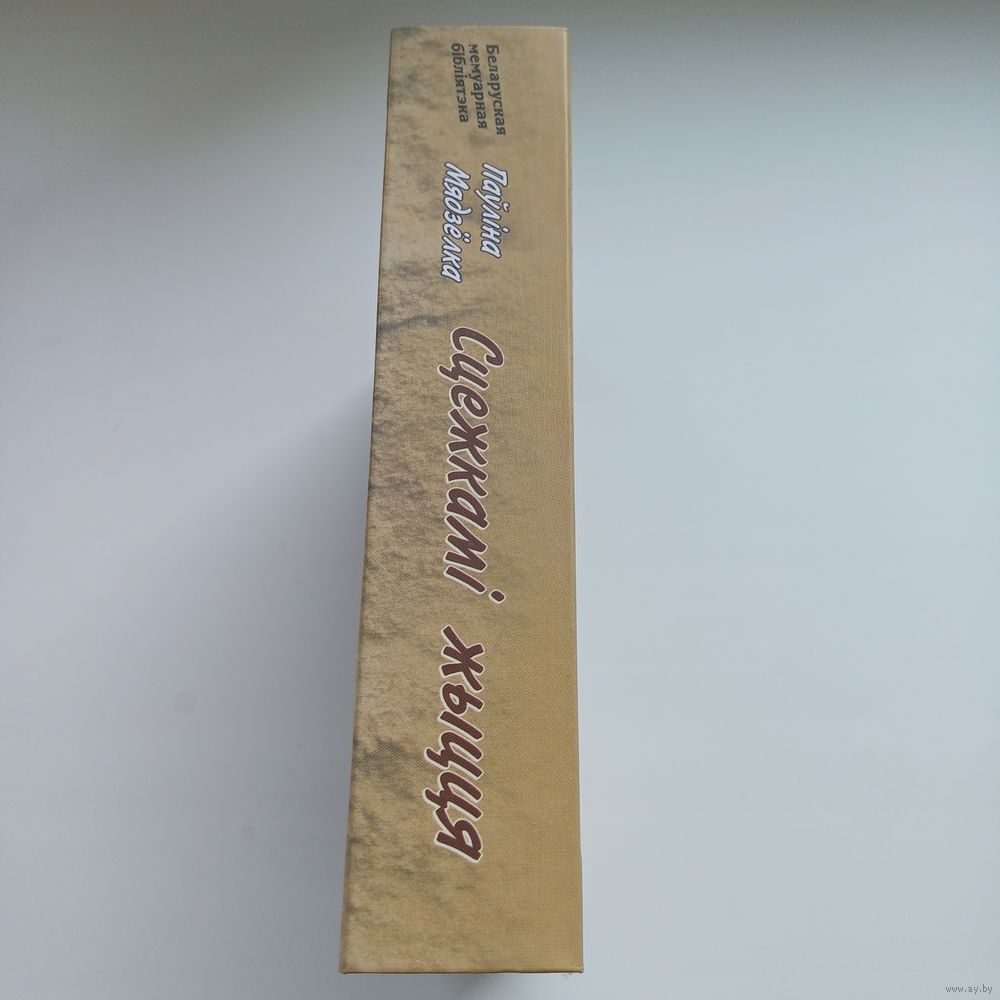 Беларуская
мемуарная
бібліятэка
Паўліна
Мядзёлка
Сцежкамі жыцця
www.ay.by